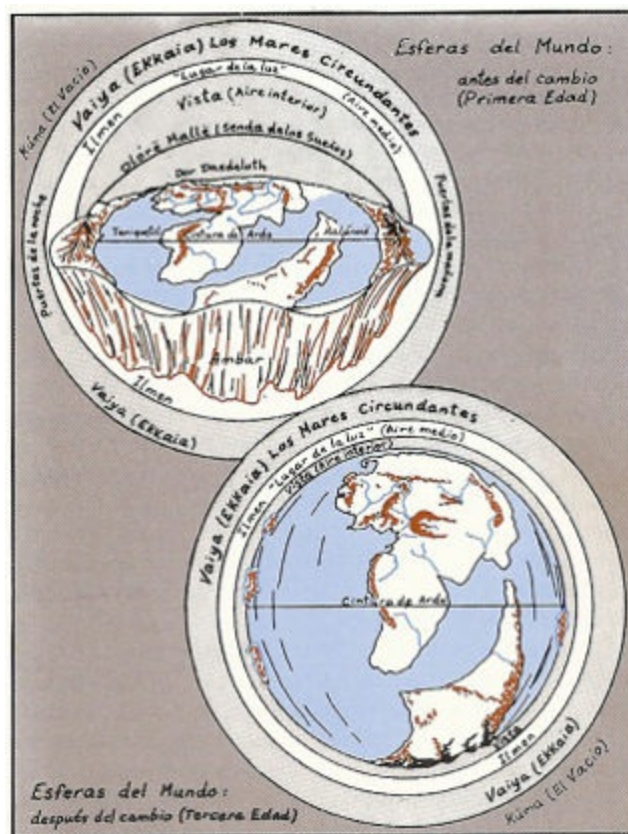 Esferas del Mundo:
antes del cambio
(Primera Edad)
Kúma (El Vacío)
Vaiya (Ekkaia) Los Mares Circundantes
Ilmen "Lugar de la luz" (Aire medio)
Vista (Aire interior)
Olórë Mallë (Senda de los Sueños)
Dor Daedeloth
Puertas de la noche
Puertas de la mañana
Taniquetil
Cintura de Arda
Ambar
Ilmen
Vaiya (Ekkaia)
Vaiya (Ekkaia) Los Mares Circundantes
Ilmen "Lugar de la luz" (Aire medio)
Vista (Aire interior)
Cintura de Arda
Vista
Ilmen
Vaiya (Ekkaia)
Kúma (El Vacío)
Esferas del Mundo:
después del cambio (Tercera Edad)